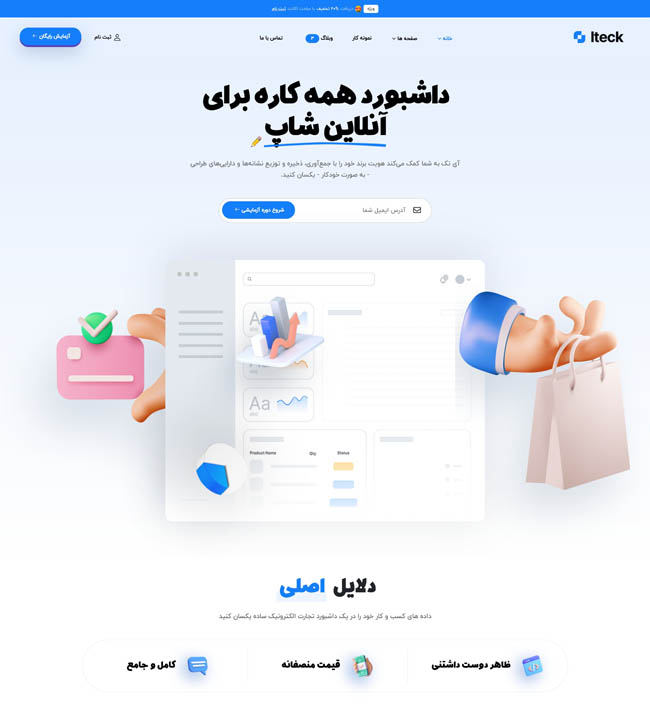 ویژه 🥰 دریافت ۲۰% تخفیف با ساخت اکانت ثبت نام
Iteck
خانه
صفحه ها
نمونه کار
وبلاگ ۳
تماس با ما
ثبت نام
آزمایش رایگان ←
داشبورد همه کاره برای
آنلاین شاپ
آی تک به شما کمک می‌کند هویت برند خود را با جمع‌آوری، ذخیره و توزیع نشانه‌ها و دارایی‌های طراحی
- به صورت خودکار - یکسان کنید.
آدرس ایمیل شما
شروع دوره آزمایشی ←
Aa
Aa
Product Name
Qty
Status
دلایل اصلی
داده های کسب و کار خود را در یک داشبورد تجارت الکترونیک ساده یکسان کنید
ظاهر دوست داشتنی
قیمت منصفانه
کامل و جامع